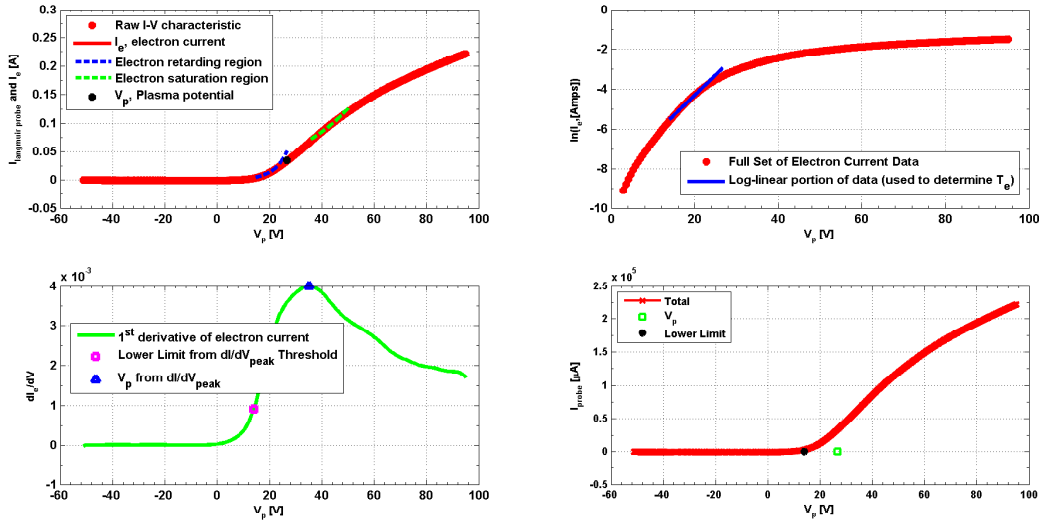 0.3
0.25
0.2
0.15
0.1
0.05
0
-0.05
I_langmuir probe and I_e [A]
Raw I-V characteristic
I_e, electron current
Electron retarding region
Electron saturation region
V_p, Plasma potential
-60 -40 -20 0 20 40 60 80 100
V_p [V]
0
-2
-4
-6
-8
-10
ln(I_e,[Amps])
Full Set of Electron Current Data
Log-linear portion of data (used to determine T_e)
-20 0 20 40 60 80 100
V_p [V]
x 10^-3
4
3
2
1
0
-1
dI_e/dV
1^st derivative of electron current
Lower Limit from dI/dV_peak Threshold
V_p from dI/dV_peak
-60 -40 -20 0 20 40 60 80 100
V_p [V]
x 10^5
2.5
2
1.5
1
0.5
0
-0.5
I_probe [μA]
Total
V_p
Lower Limit
-60 -40 -20 0 20 40 60 80 100
V_p [V]